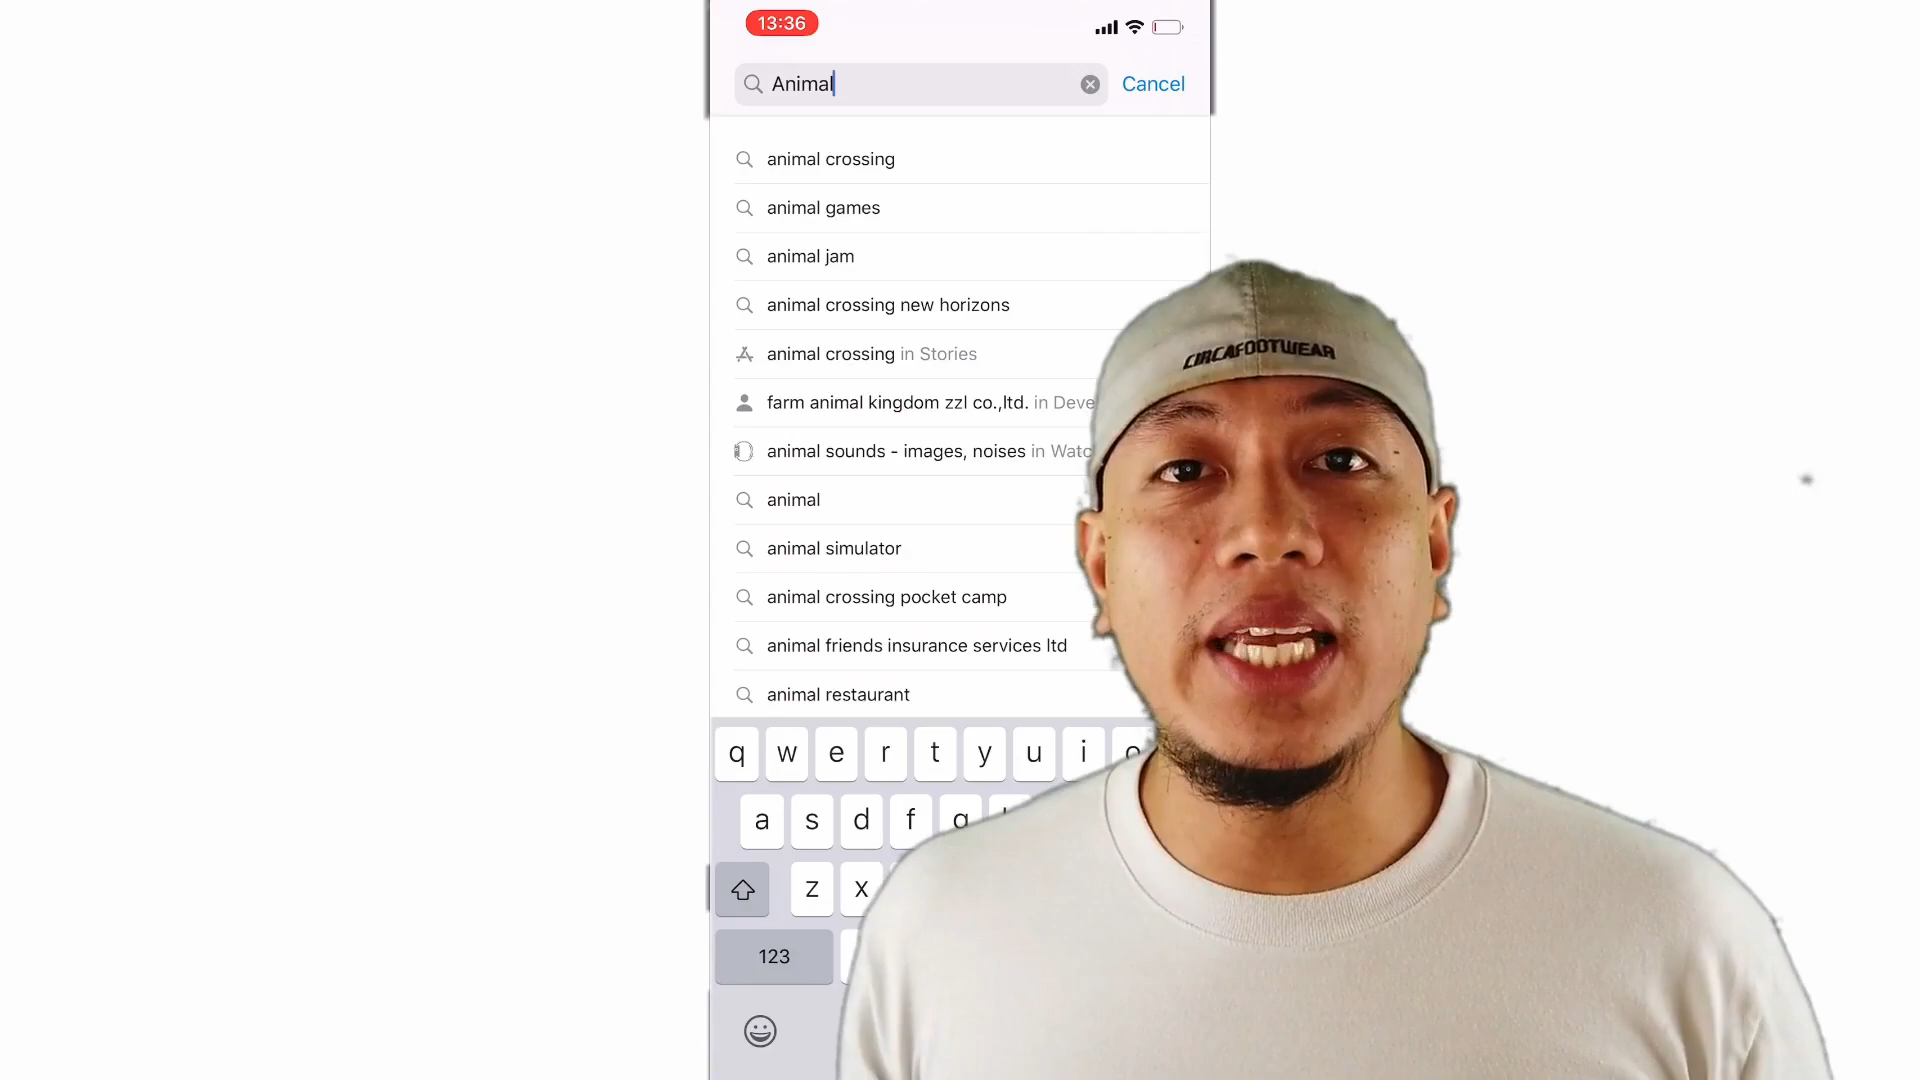 13:36
Animal Cancel
animal crossing
animal games
animal jam
animal crossing new horizons
animal crossing in Stories
farm animal kingdom zzl co.,ltd. in Deve
animal sounds - images, noises in Watc
animal
animal simulator
animal crossing pocket camp
animal friends insurance services ltd
animal restaurant
q w e r t y u i o
a s d f g
z x
123
CIRCAFOOTWEAR